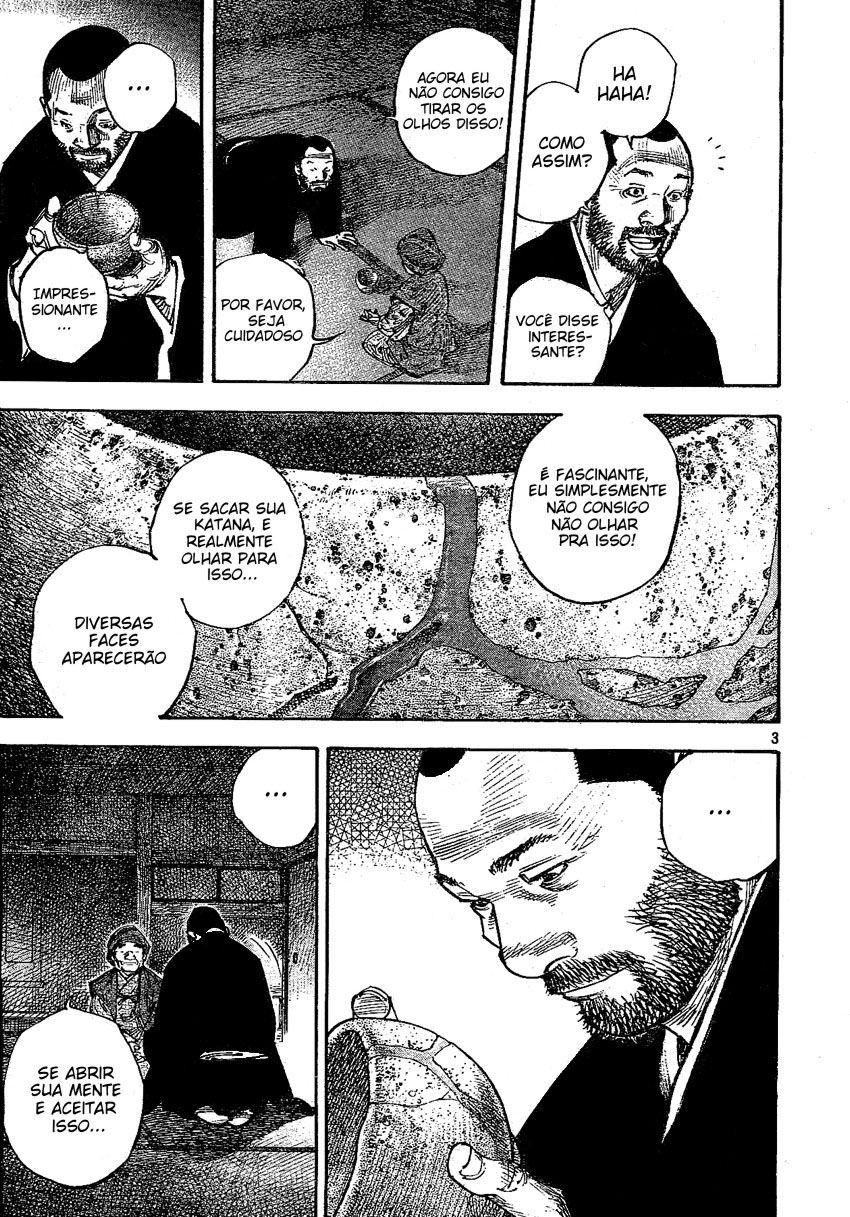 HA
HAHA!
COMO
ASSIM?
VOCÊ DISSE
INTERES-
SANTE?
AGORA EU
NÃO CONSIGO
TIRAR OS
OLHOS DISSO!
POR FAVOR,
SEJA
CUIDADOSO
...
IMPRES-
SIONANTE
...
É FASCINANTE,
EU SIMPLESMENTE
NÃO CONSIGO
NÃO OLHAR
PRA ISSO!
SE SACAR SUA
KATANA, E
REALMENTE
OLHAR PARA
ISSO...
DIVERSAS
FACES
APARECERÃO
3
...
...
SE ABRIR
SUA MENTE
E ACEITAR
ISSO...